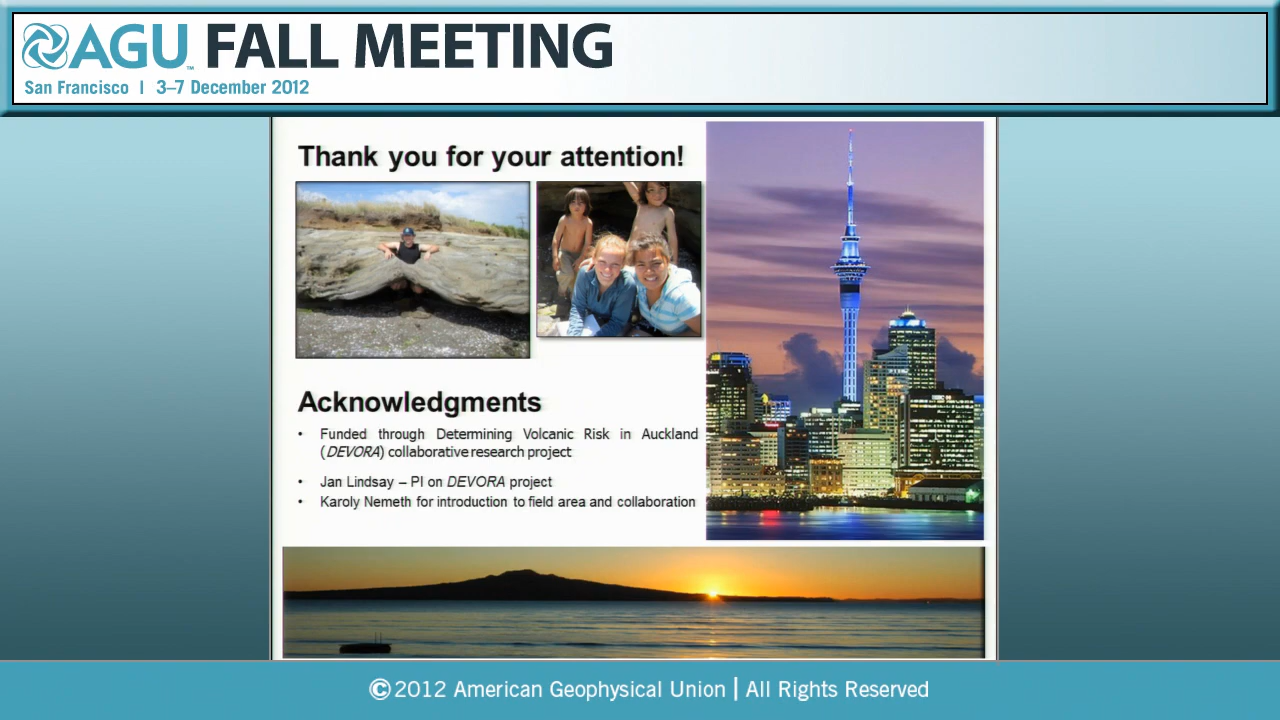 AGU™ FALL MEETING
San Francisco | 3–7 December 2012
Thank you for your attention!
Acknowledgments
• Funded through Determining Volcanic Risk in Auckland
(DEVORA) collaborative research project
• Jan Lindsay – PI on DEVORA project
• Karoly Nemeth for introduction to field area and collaboration
©2012 American Geophysical Union | All Rights Reserved